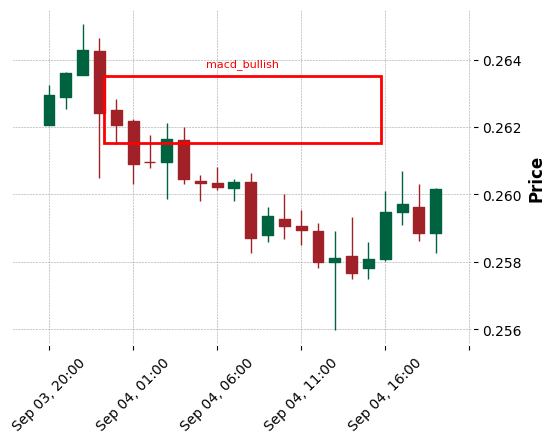 macd_bullish
0.264
0.262
0.260
0.258
0.256
Price
Sep 03, 20:00
Sep 04, 01:00
Sep 04, 06:00
Sep 04, 11:00
Sep 04, 16:00